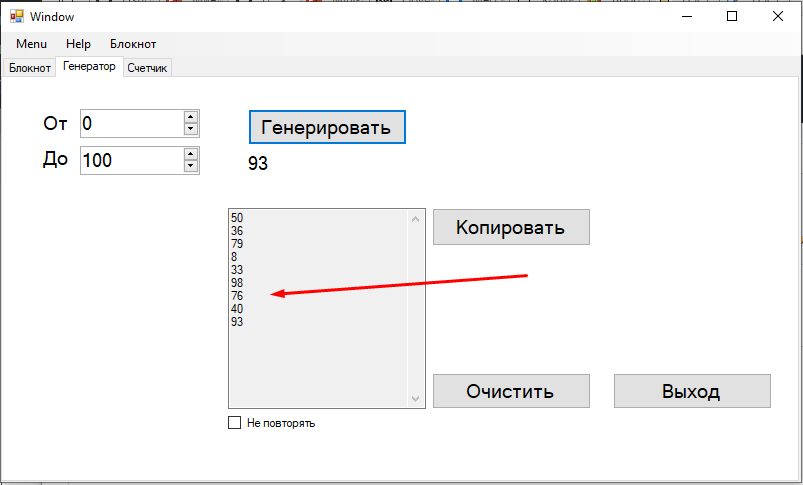 Window
Menu Help Блокнот
Блокнот Генератор Счетчик
От 0
Генерировать
До 100
93
50
36
79
8
33
98
76
40
93
Копировать
Очистить
Выход
Не повторять